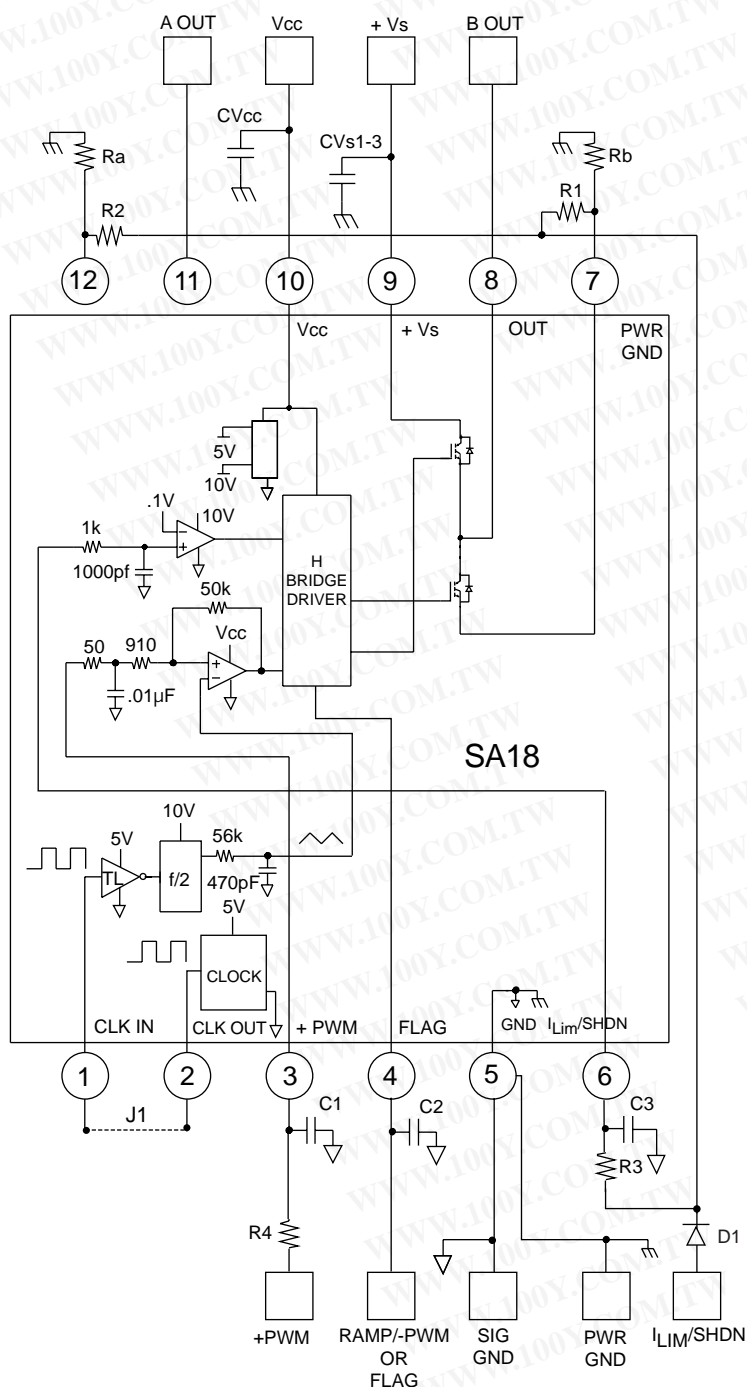 A OUT
Vcc
+ Vs
B OUT
CVcc
CVs1-3
Ra
Rb
R2
R1
12
11
10
9
8
7
Vcc
+ Vs
OUT
PWR
GND
5V
10V
.1V
10V
1k
1000pf
H
BRIDGE
DRIVER
50k
50
910
Vcc
.01µF
SA18
10V
5V
56k
TL
f/2
470pF
5V
CLOCK
GND
ILim/SHDN
CLK IN
CLK OUT
+ PWM
FLAG
1
2
3
4
5
6
J1
C1
C2
C3
R3
R4
D1
+PWM
RAMP/-PWM
OR
FLAG
SIG
GND
PWR
GND
ILIM/SHDN
WWW.100Y.COM.TW